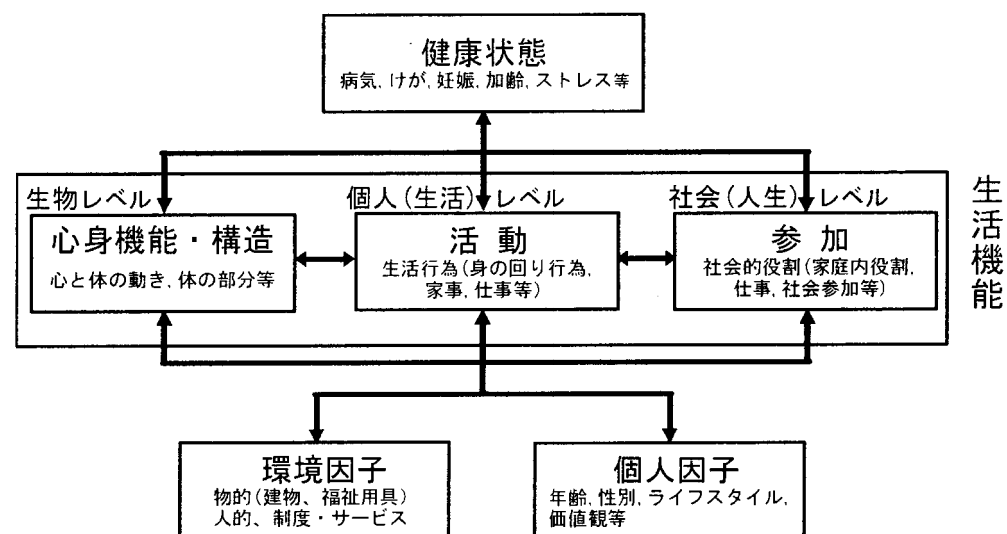 健康状態
病気, けが, 妊娠, 加齢, ストレス等
生物レベル
個人(生活)レベル
社会(人生)レベル
生活機能
心身機能・構造
心と体の動き, 体の部分等
活 動
生活行為(身の回り行為,
家事, 仕事等)
参 加
社会的役割(家庭内役割,
仕事, 社会参加等)
環境因子
物的(建物、福祉用具)
人的、制度・サービス
個人因子
年齢, 性別, ライフスタイル,
価値観等